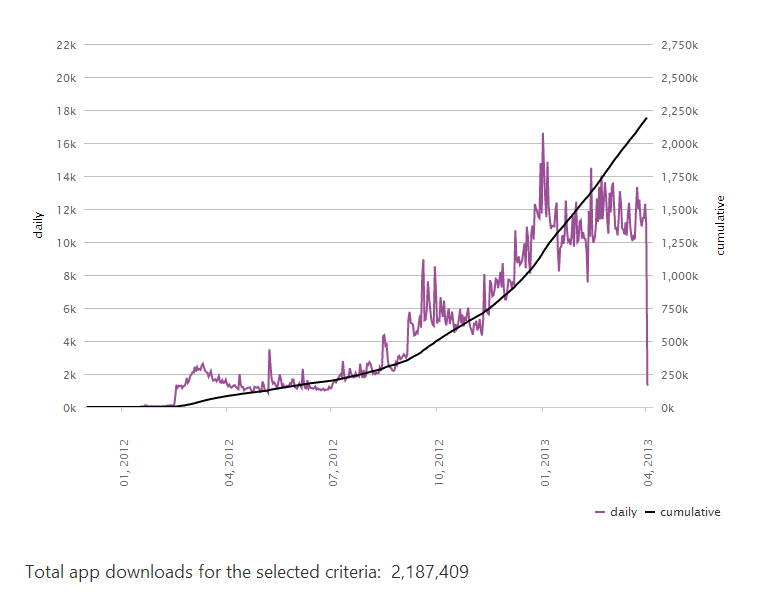 22k 2,750k
20k 2,500k
18k 2,250k
16k 2,000k
14k 1,750k
12k 1,500k
10k 1,250k
8k 1,000k
6k 750k
4k 500k
2k 250k
0k 0k
daily
cumulative
01, 2012 04, 2012 07, 2012 10, 2012 01, 2013 04, 2013
daily cumulative
Total app downloads for the selected criteria: 2,187,409